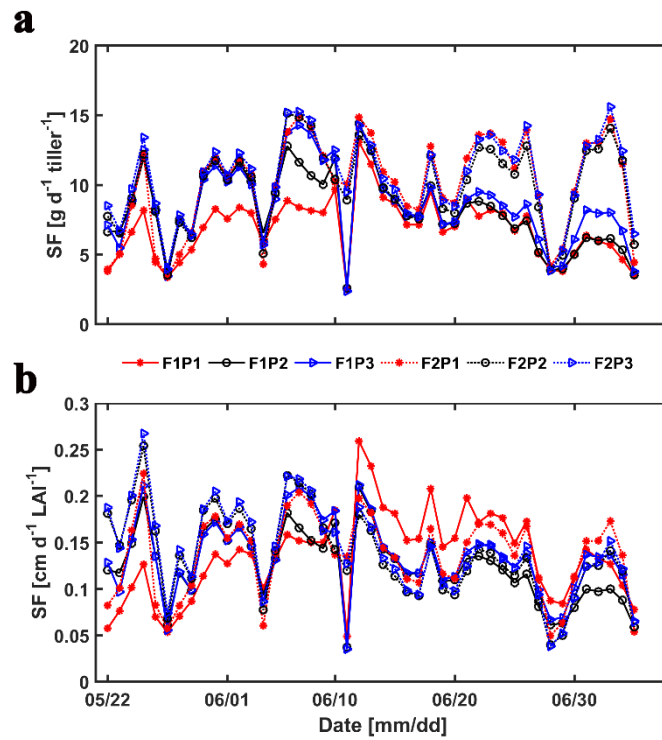 a
20
15
10
5
0
SF [g d⁻¹ tiller⁻¹]
F1P1 F1P2 F1P3 F2P1 F2P2 F2P3
b
0.3
0.25
0.2
0.15
0.1
0.05
0
SF [cm d⁻¹ LAI⁻¹]
05/22 06/01 06/10 06/20 06/30
Date [mm/dd]